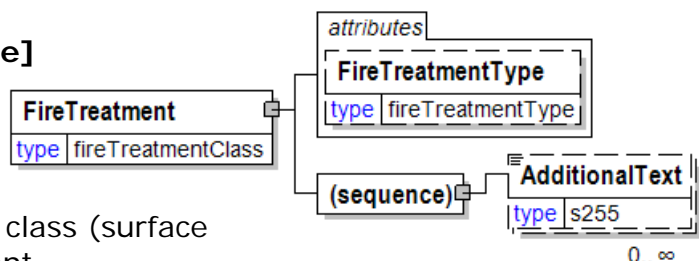 attributes
e]
FireTreatmentType
type fireTreatmentType
FireTreatment
type fireTreatmentClass
(sequence)
AdditionalText
type s255
class (surface
0..∞